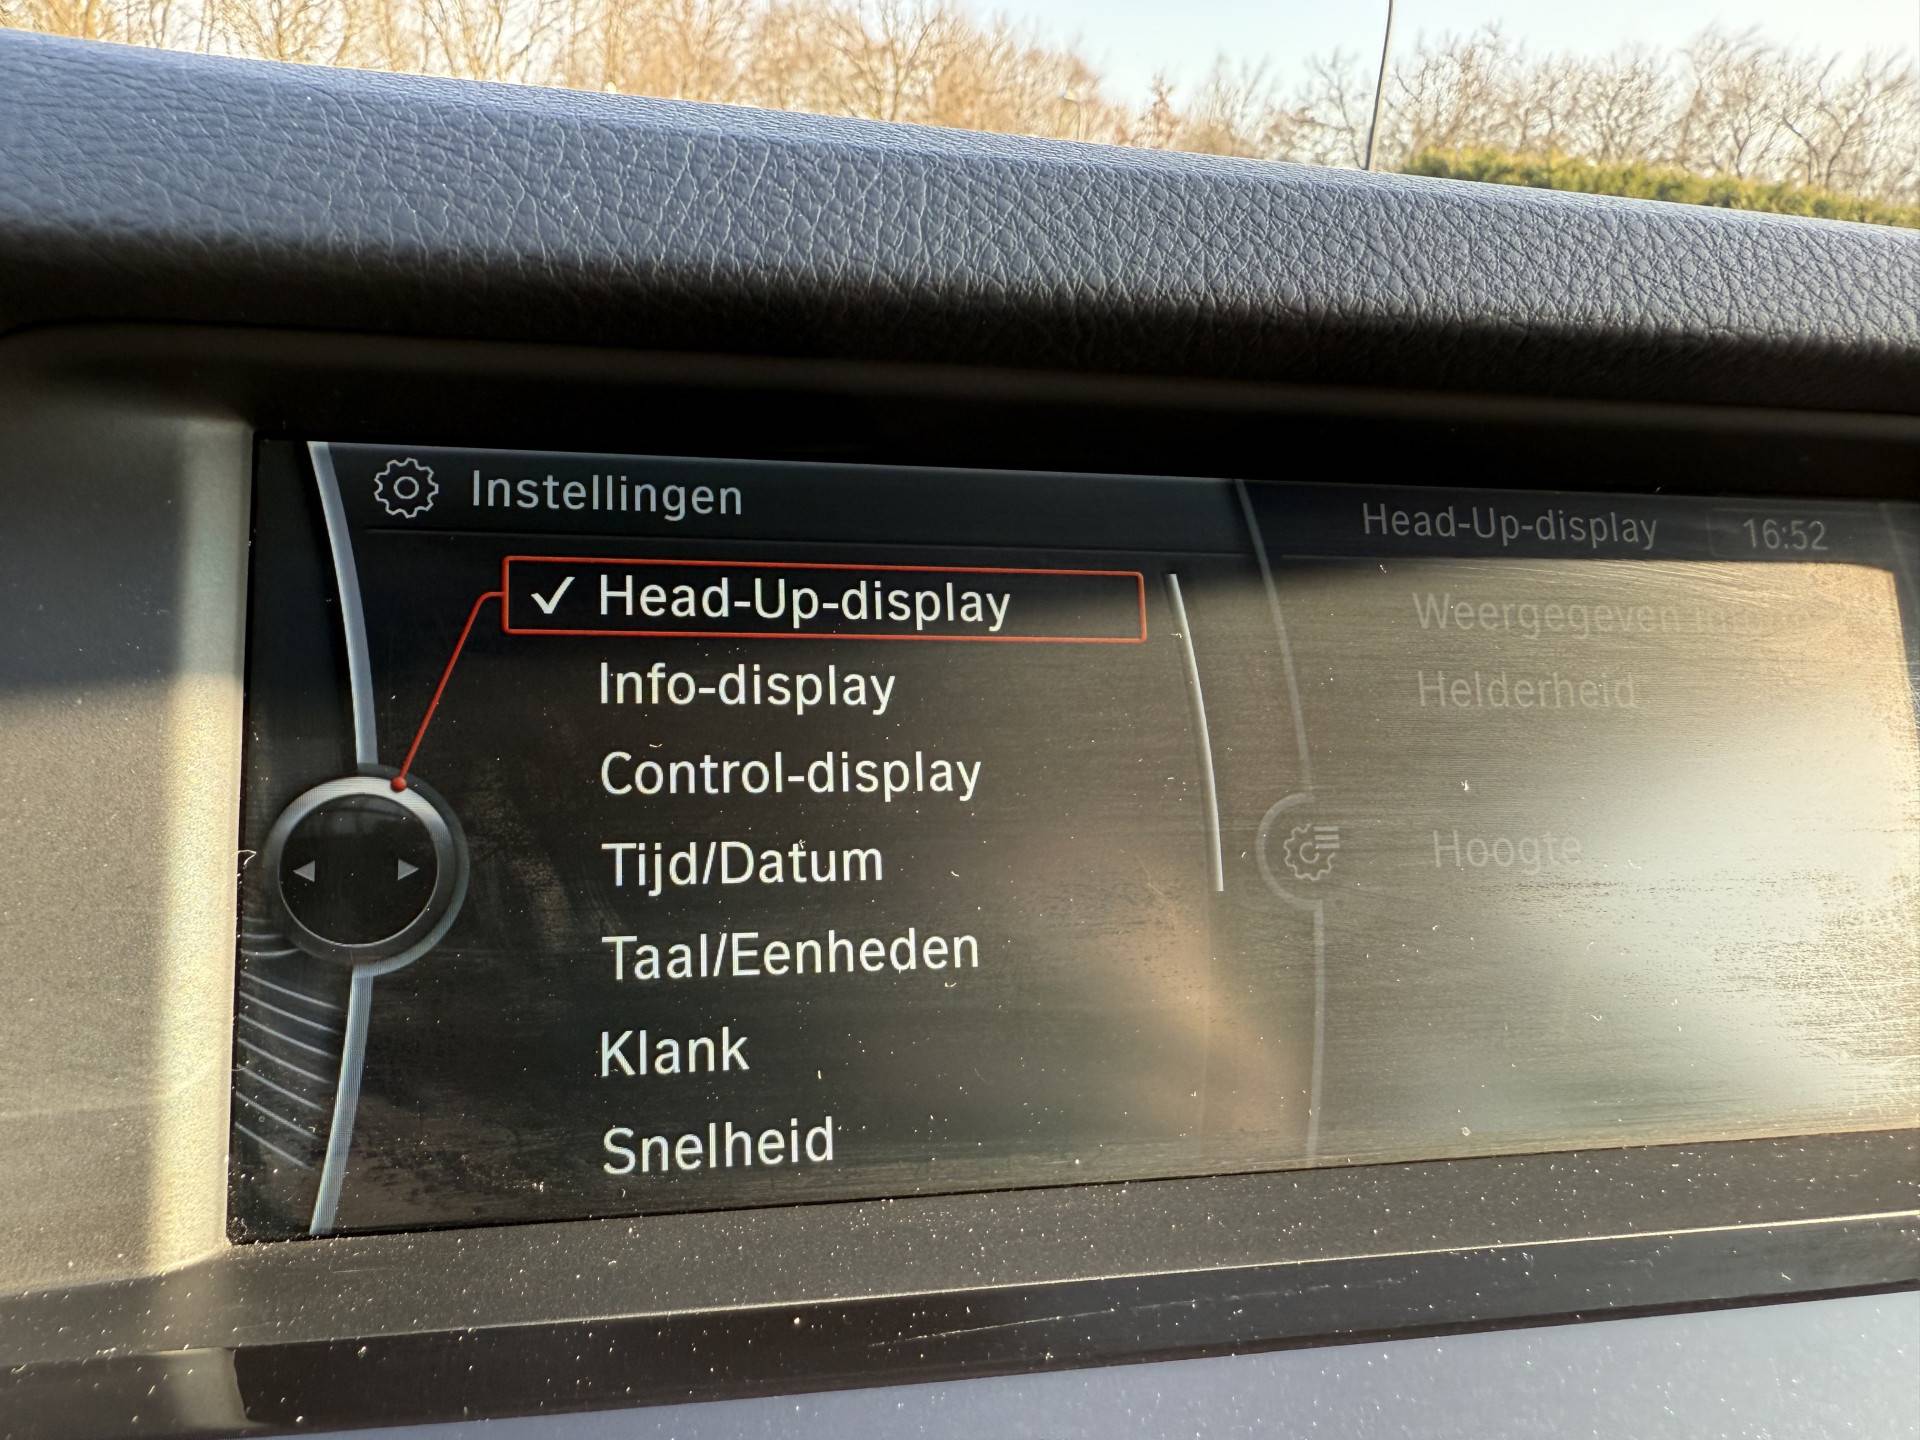 Instellingen
Head-Up-display 16:52
✓ Head-Up-display
Info-display
Control-display
Tijd/Datum
Taal/Eenheden
Klank
Snelheid
Weergegeven
Helderheid
Hoogte